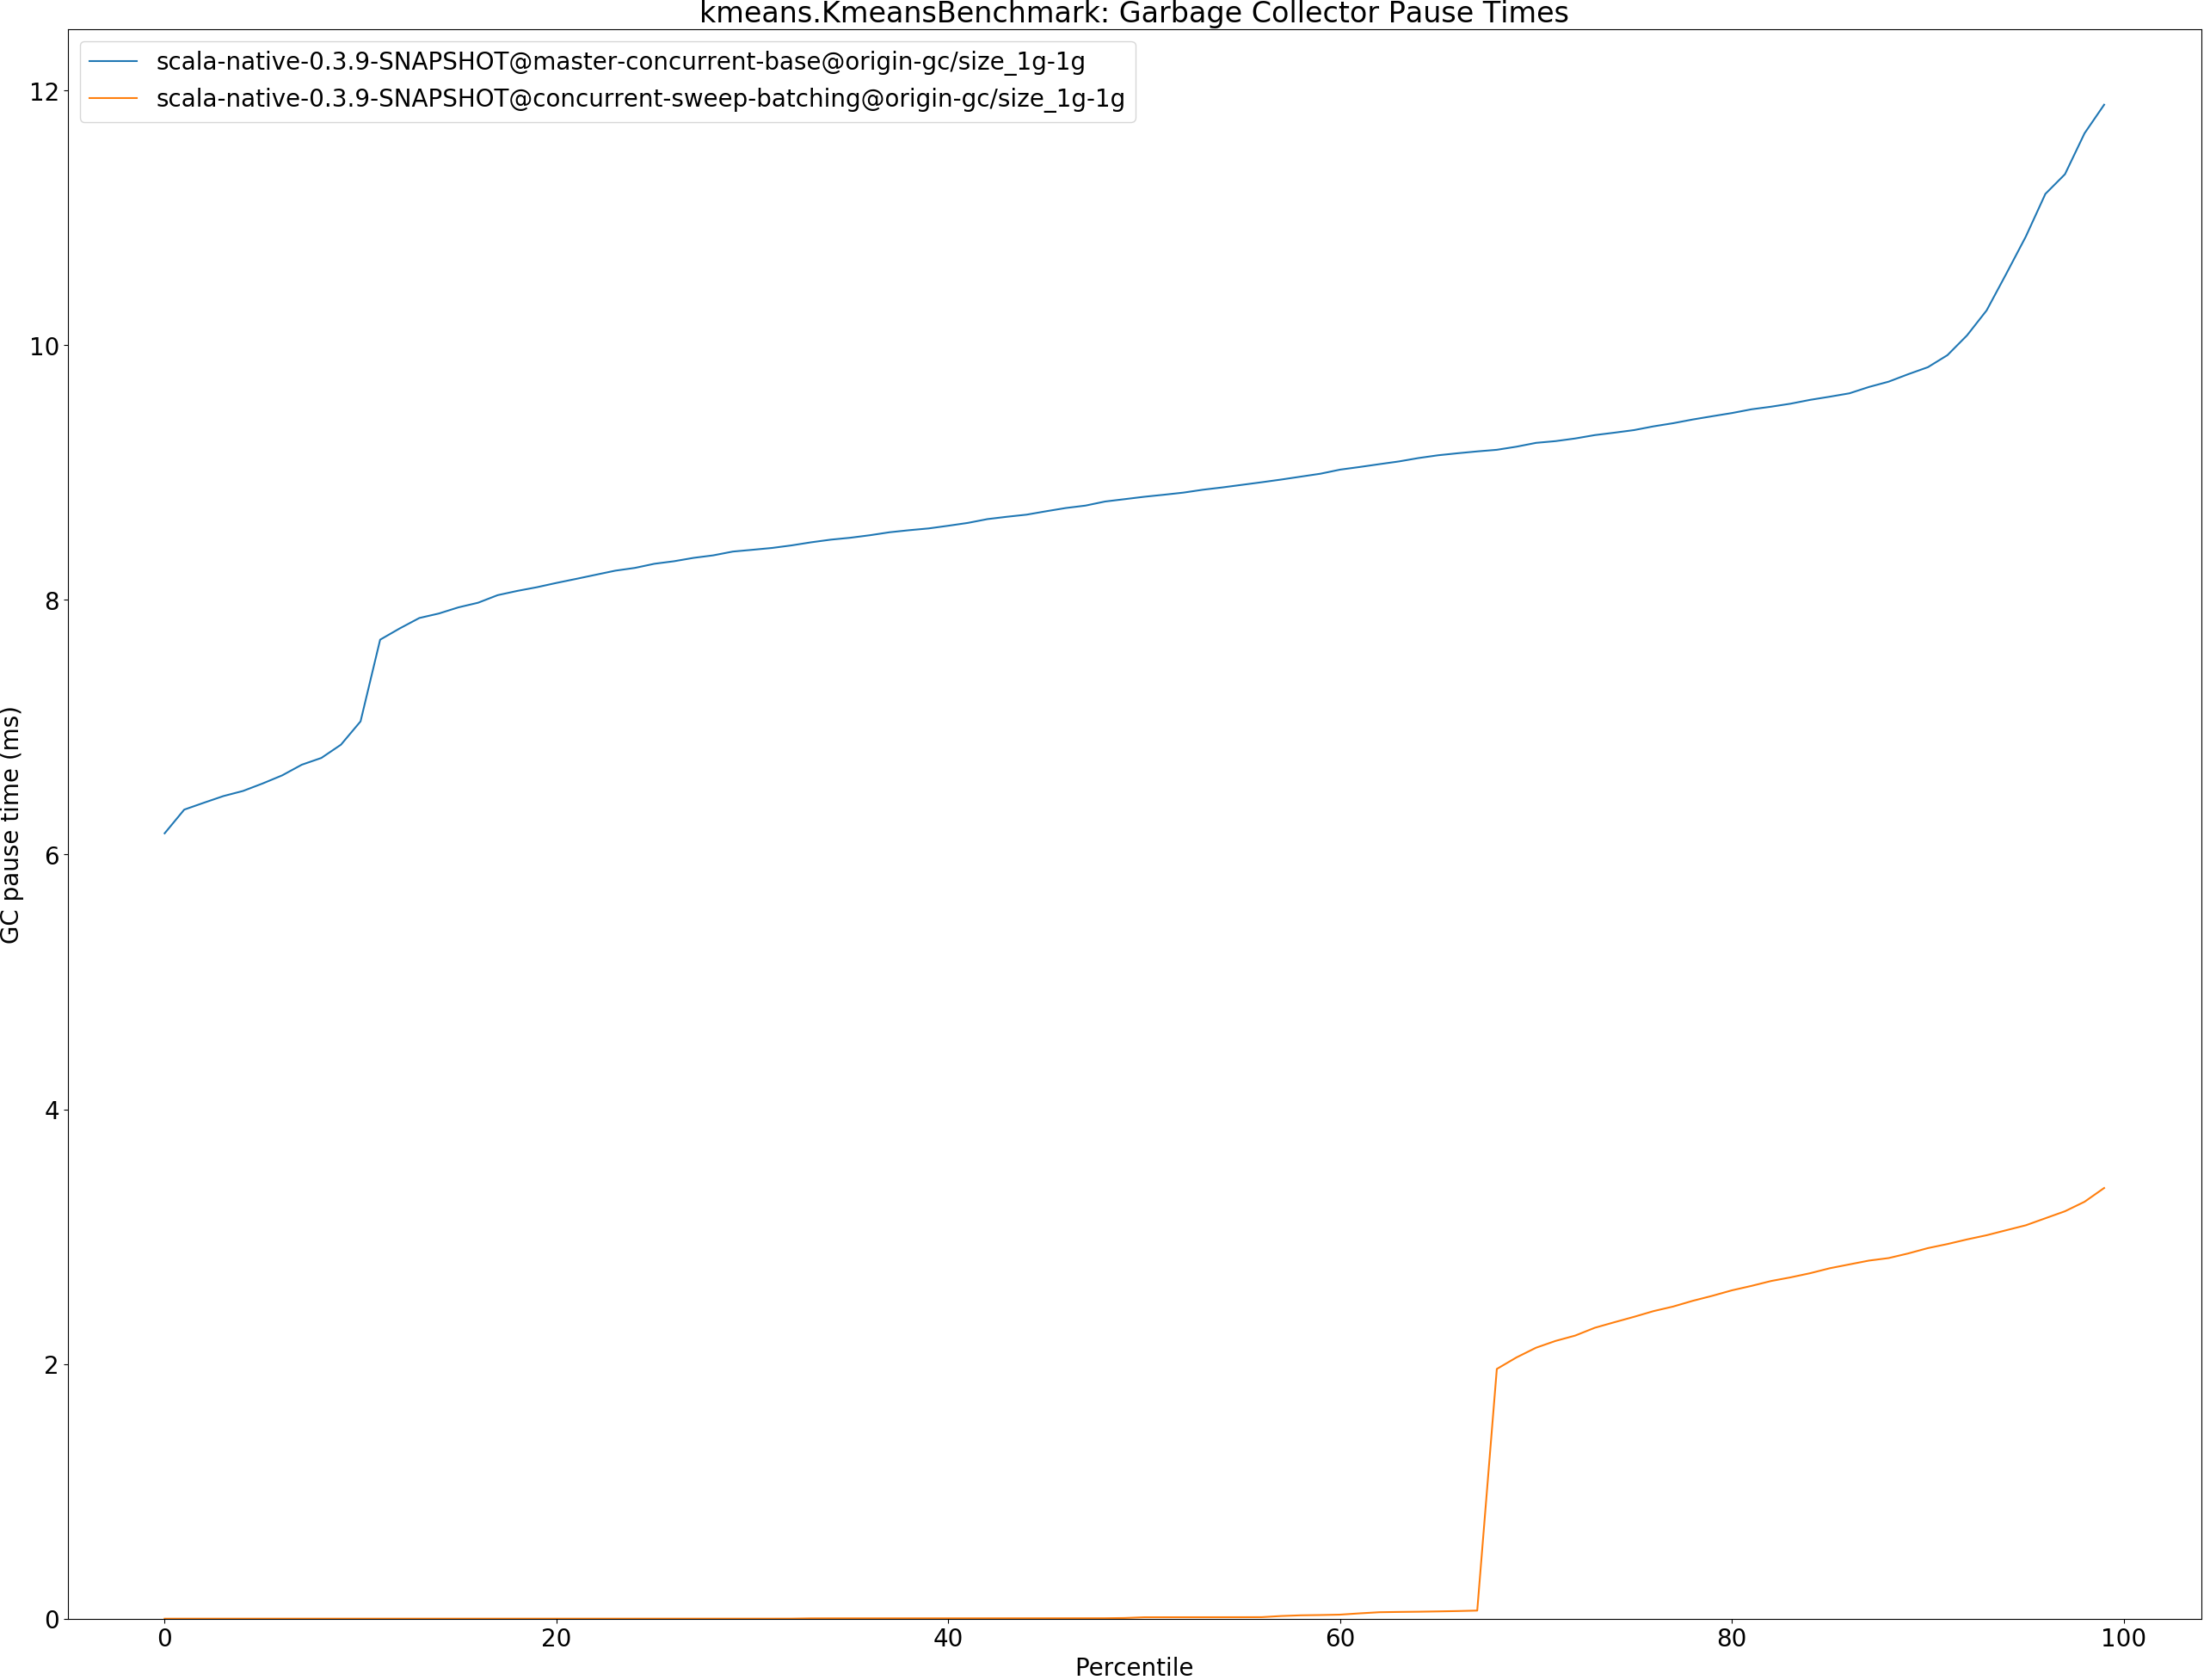 kmeans.KmeansBenchmark: Garbage Collector Pause Times
scala-native-0.3.9-SNAPSHOT@master-concurrent-base@origin-gc/size_1g-1g
scala-native-0.3.9-SNAPSHOT@concurrent-sweep-batching@origin-gc/size_1g-1g
12
10
8
6
4
2
0
GC pause time (ms)
0 20 40 60 80 100
Percentile